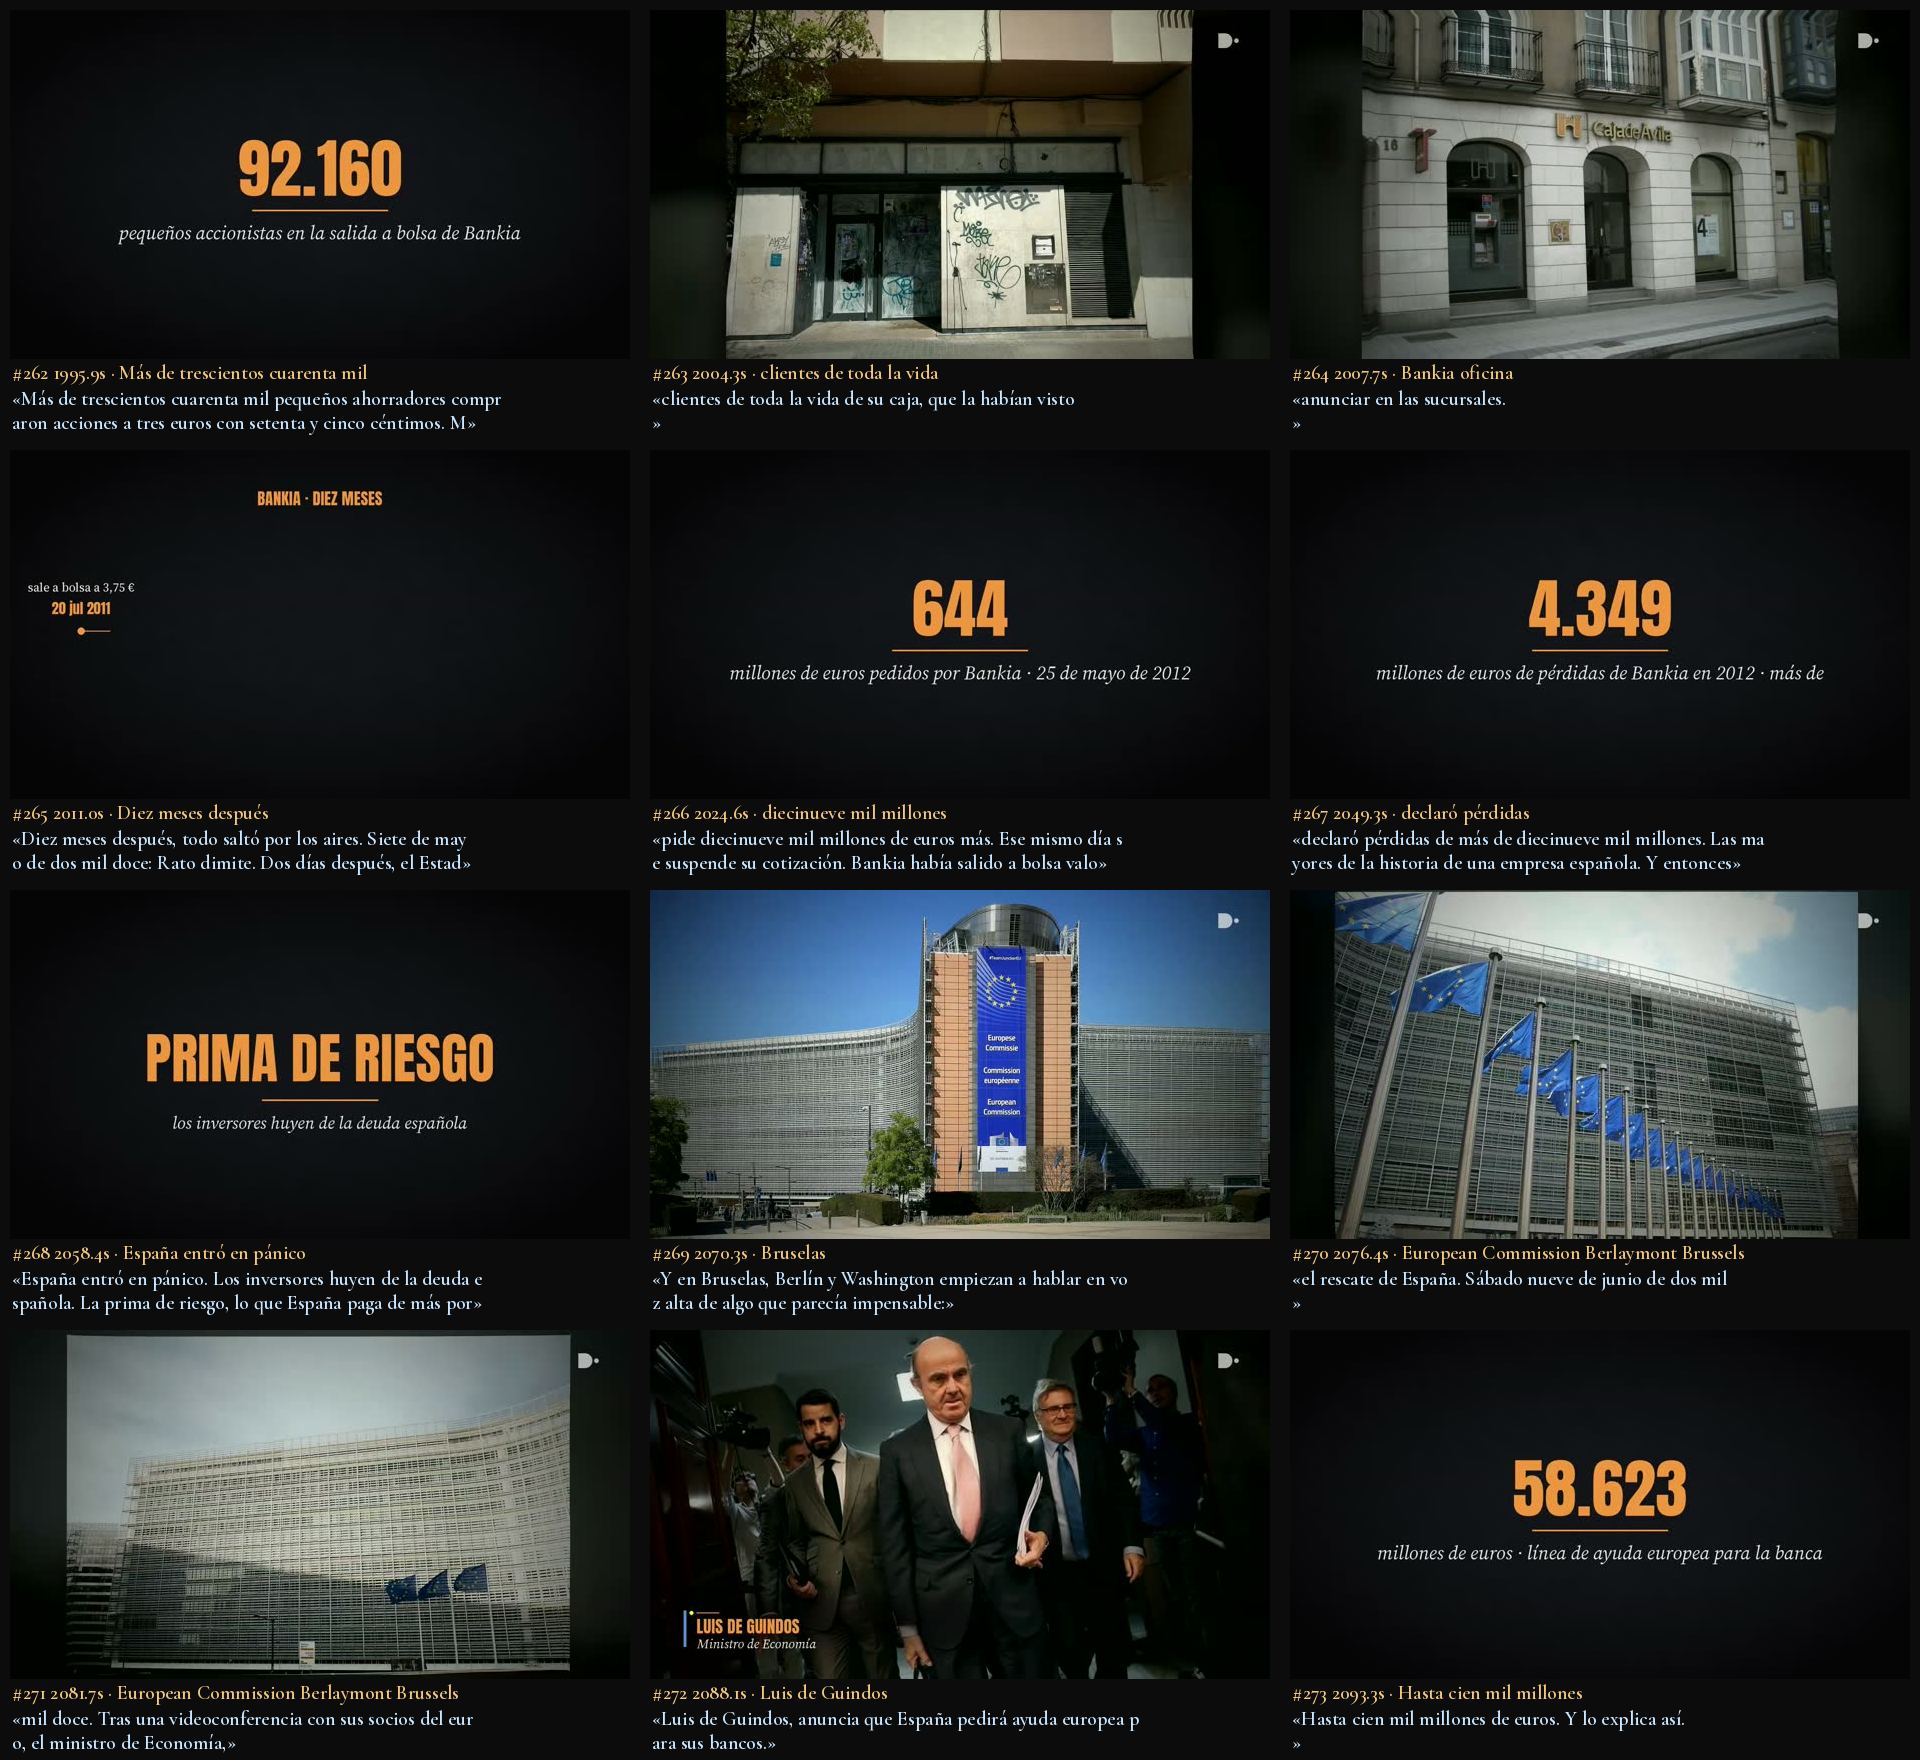 92.160
pequeños accionistas en la salida a bolsa de Bankia
#262 1995.9s · Más de trescientos cuarenta mil
«Más de trescientos cuarenta mil pequeños ahorradores compr
aron acciones a tres euros con setenta y cinco céntimos. M»
#263 2004.3s · clientes de toda la vida
«clientes de toda la vida de su caja, que la habían visto
»
16
Caja de Avila
4
#264 2007.7s · Bankia oficina
«anunciar en las sucursales.
»
BANKIA · DIEZ MESES
sale a bolsa a 3,75 €
20 jul 2011
#265 2011.0s · Diez meses después
«Diez meses después, todo saltó por los aires. Siete de may
o de dos mil doce: Rato dimite. Dos días después, el Estad»
644
millones de euros pedidos por Bankia · 25 de mayo de 2012
#266 2024.6s · diecinueve mil millones
«pide diecinueve mil millones de euros más. Ese mismo día s
e suspende su cotización. Bankia había salido a bolsa valo»
4.349
millones de euros de pérdidas de Bankia en 2012 · más de
#267 2049.3s · declaró pérdidas
«declaró pérdidas de más de diecinueve mil millones. Las ma
yores de la historia de una empresa española. Y entonces»
PRIMA DE RIESGO
los inversores huyen de la deuda española
#268 2058.4s · España entró en pánico
«España entró en pánico. Los inversores huyen de la deuda e
spañola. La prima de riesgo, lo que España paga de más por»
#TeamJunckerEU
Europese
Commissie
Commission
européenne
European
Commission
#269 2070.3s · Bruselas
«Y en Bruselas, Berlín y Washington empiezan a hablar en vo
z alta de algo que parecía impensable:»
#270 2076.4s · European Commission Berlaymont Brussels
«el rescate de España. Sábado nueve de junio de dos mil
»
#271 2081.7s · European Commission Berlaymont Brussels
«mil doce. Tras una videoconferencia con sus socios del eur
o, el ministro de Economía,»
LUIS DE GUINDOS
Ministro de Economía
#272 2088.1s · Luis de Guindos
«Luis de Guindos, anuncia que España pedirá ayuda europea p
ara sus bancos.»
58.623
millones de euros · línea de ayuda europea para la banca
#273 2093.3s · Hasta cien mil millones
«Hasta cien mil millones de euros. Y lo explica así.
»